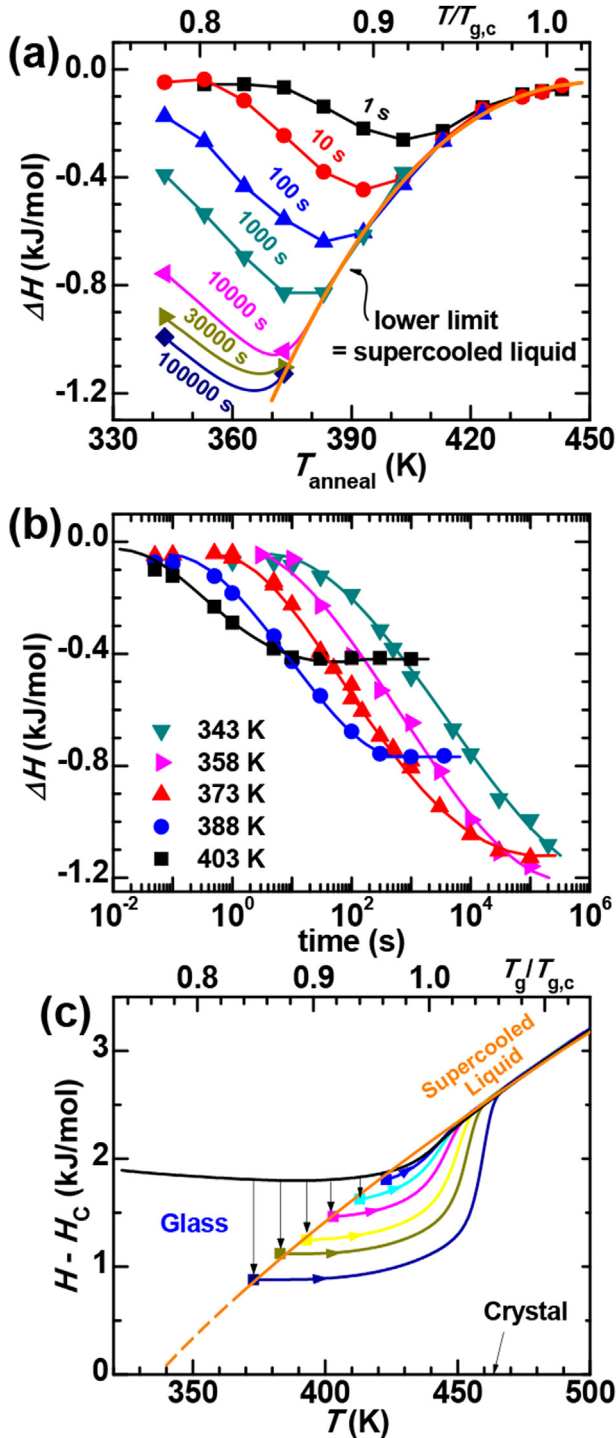 T/Tg,c
0.8 0.9 1.0
(a)
0.0
-0.4
-0.8
-1.2
ΔH (kJ/mol)
1 s
10 s
100 s
1000 s
10000 s
30000 s
100000 s
lower limit
= supercooled liquid
330 360 390 420 450
Tanneal (K)
(b)
0.0
-0.4
-0.8
-1.2
ΔH (kJ/mol)
343 K
358 K
373 K
388 K
403 K
10⁻² 10⁰ 10² 10⁴ 10⁶
time (s)
Tg/Tg,c
0.8 0.9 1.0
(c)
3
2
1
0
H - HC (kJ/mol)
Supercooled
Liquid
Glass
Crystal
350 400 450 500
T (K)